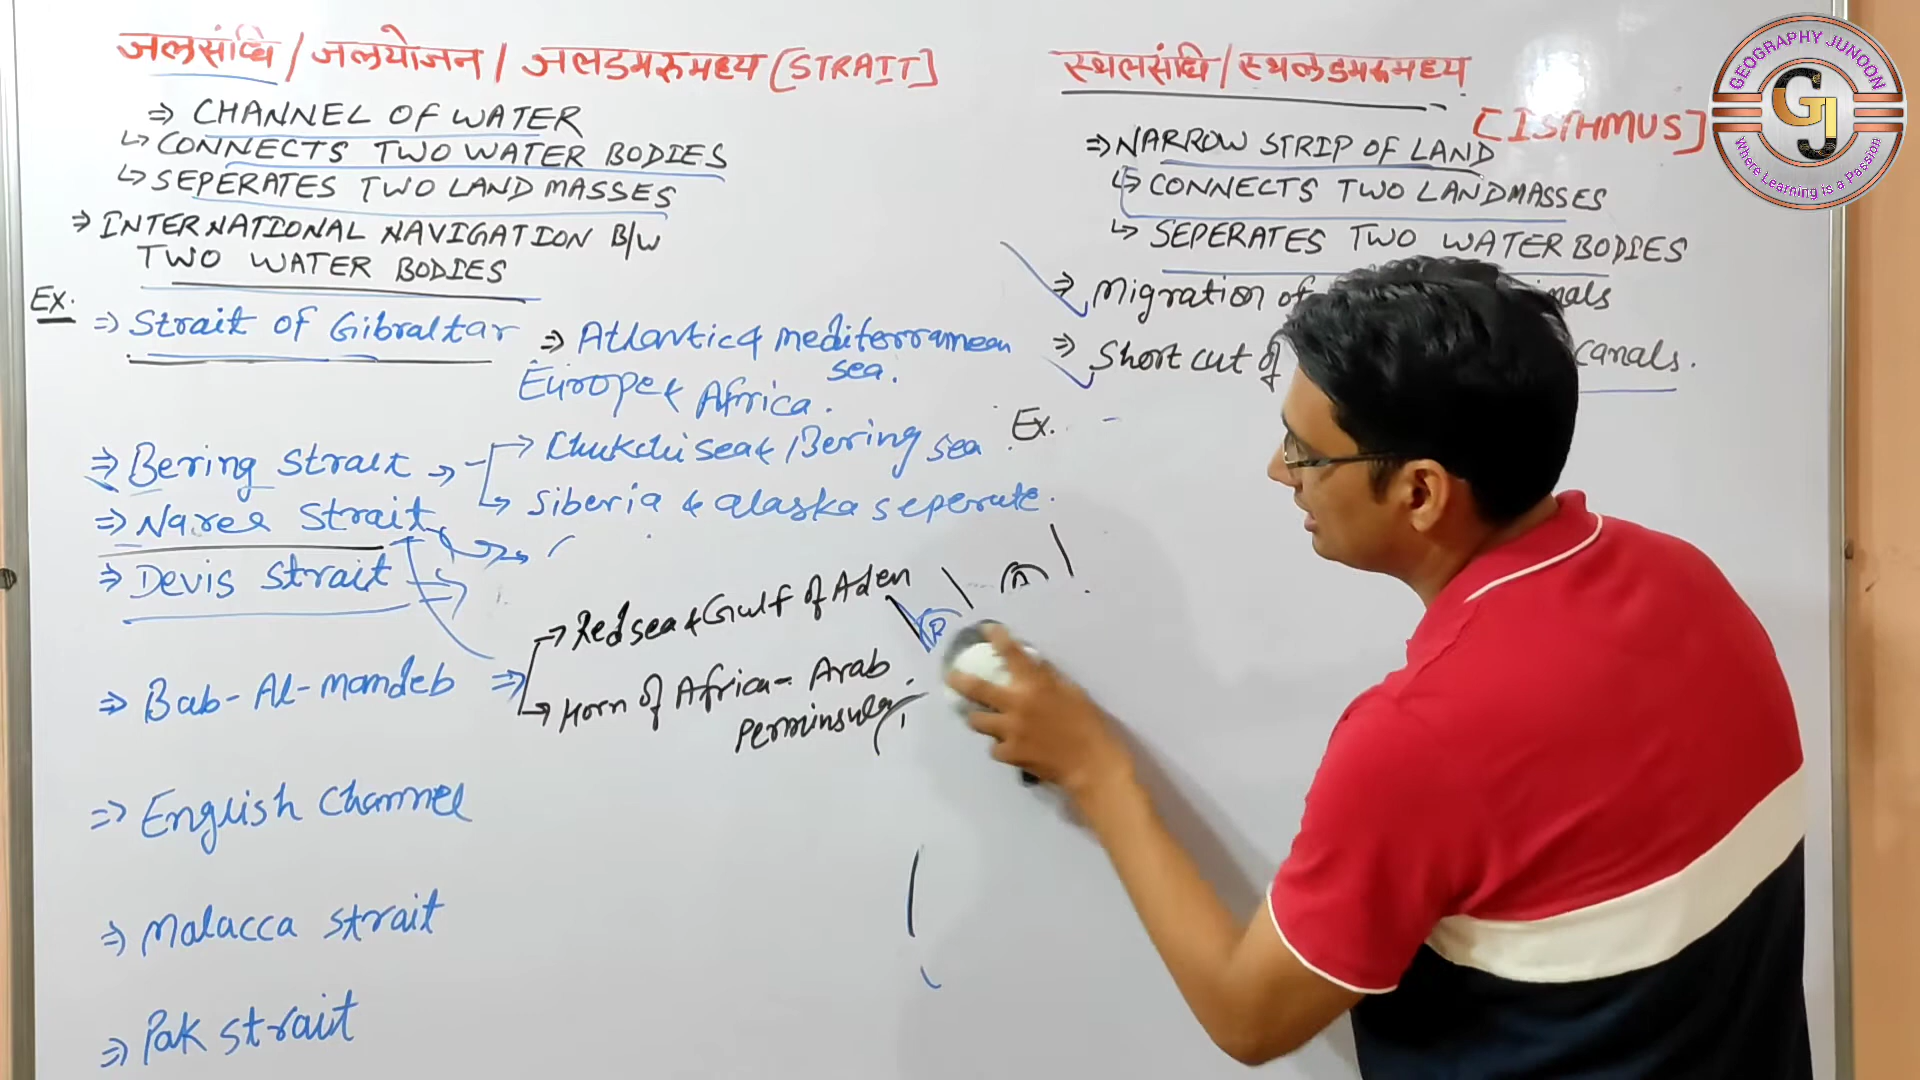 जलसंधि / जलयोजन / जलडमरुमध्य [STRAIT]
⇒ CHANNEL OF WATER
↳ CONNECTS TWO WATER BODIES
↳ SEPERATES TWO LAND MASSES
⇒ INTERNATIONAL NAVIGATION B/W
TWO WATER BODIES
Ex.
⇒ Strait of Gibraltar ⇒ Atlantic & mediterramean
sea.
Europe & Africa.
⇒ Bering Strait → Chukchi sea & Bering sea
→ Siberia & alaska seperate.
⇒ Nares Strait
⇒ Devis strait
⇒ Bab-Al-mamdeb ⇒ → Red sea & Gulf of Aden
→ Horn of Africa - Arab
Perminsula
⇒ English Channel
⇒ Malacca strait
⇒ Pak strait
स्थलसंधि / स्थलडमरूमध्य
[ISTHMUS]
⇒ NARROW STRIP OF LAND
↳ CONNECTS TWO LANDMASSES
↳ SEPERATES TWO WATER BODIES
⇒ Migration of
⇒ Short cut of canals.
Ex. -
R
A
GEOGRAPHY JUNOON
GJ
Where Learning is a Passion